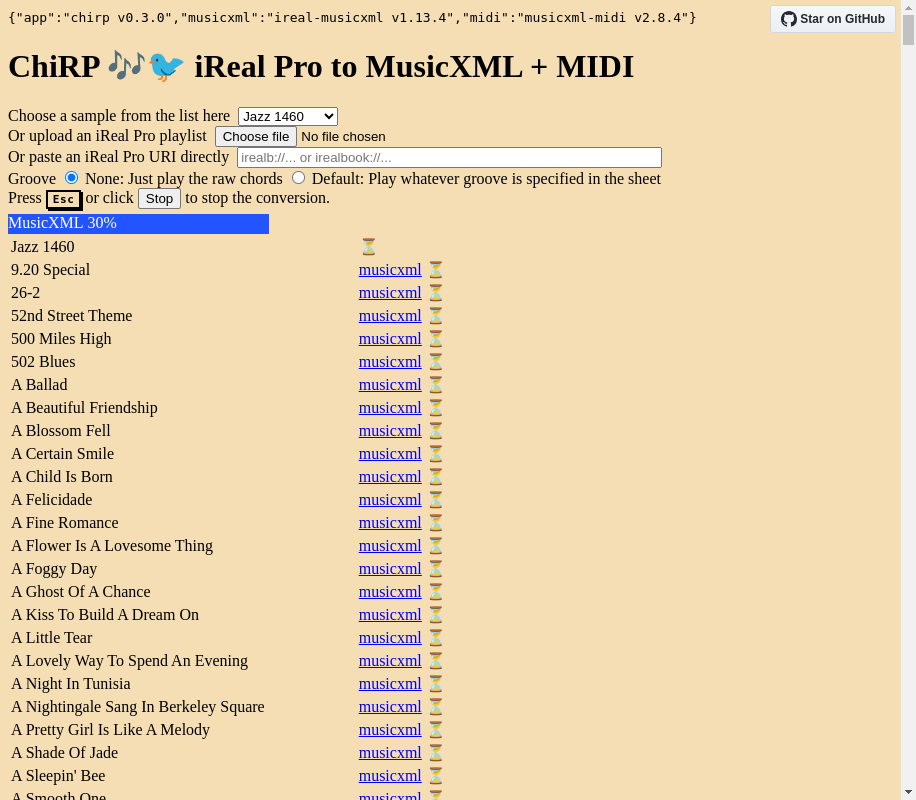 {"app":"chirp v0.3.0","musicxml":"ireal-musicxml v1.13.4","midi":"musicxml-midi v2.8.4"}
Star on GitHub
ChiRP 🎶🐦 iReal Pro to MusicXML + MIDI
Choose a sample from the list here Jazz 1460
Or upload an iReal Pro playlist Choose file No file chosen
Or paste an iReal Pro URI directly irealb://... or irealbook://...
Groove None: Just play the raw chords Default: Play whatever groove is specified in the sheet
Press Esc or click Stop to stop the conversion.
MusicXML 30%
Jazz 1460 ⏳
9.20 Special musicxml ⏳
26-2 musicxml ⏳
52nd Street Theme musicxml ⏳
500 Miles High musicxml ⏳
502 Blues musicxml ⏳
A Ballad musicxml ⏳
A Beautiful Friendship musicxml ⏳
A Blossom Fell musicxml ⏳
A Certain Smile musicxml ⏳
A Child Is Born musicxml ⏳
A Felicidade musicxml ⏳
A Fine Romance musicxml ⏳
A Flower Is A Lovesome Thing musicxml ⏳
A Foggy Day musicxml ⏳
A Ghost Of A Chance musicxml ⏳
A Kiss To Build A Dream On musicxml ⏳
A Little Tear musicxml ⏳
A Lovely Way To Spend An Evening musicxml ⏳
A Night In Tunisia musicxml ⏳
A Nightingale Sang In Berkeley Square musicxml ⏳
A Pretty Girl Is Like A Melody musicxml ⏳
A Shade Of Jade musicxml ⏳
A Sleepin' Bee musicxml ⏳
A Smooth One musicxml ⏳